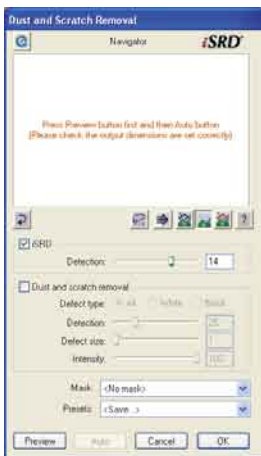 Dust and Scratch Removal
Navigator
iSRD
Press Preview button first and then Auto button
(Please check the output dimensions are set correctly)
?
iSRD
Detection: 14
Dust and scratch removal
Defect type: All White Black
Detection: 25
Defect size:
Intensity: 100
Mask: <No mask>
Presets: <Save...>
Preview Auto Cancel OK